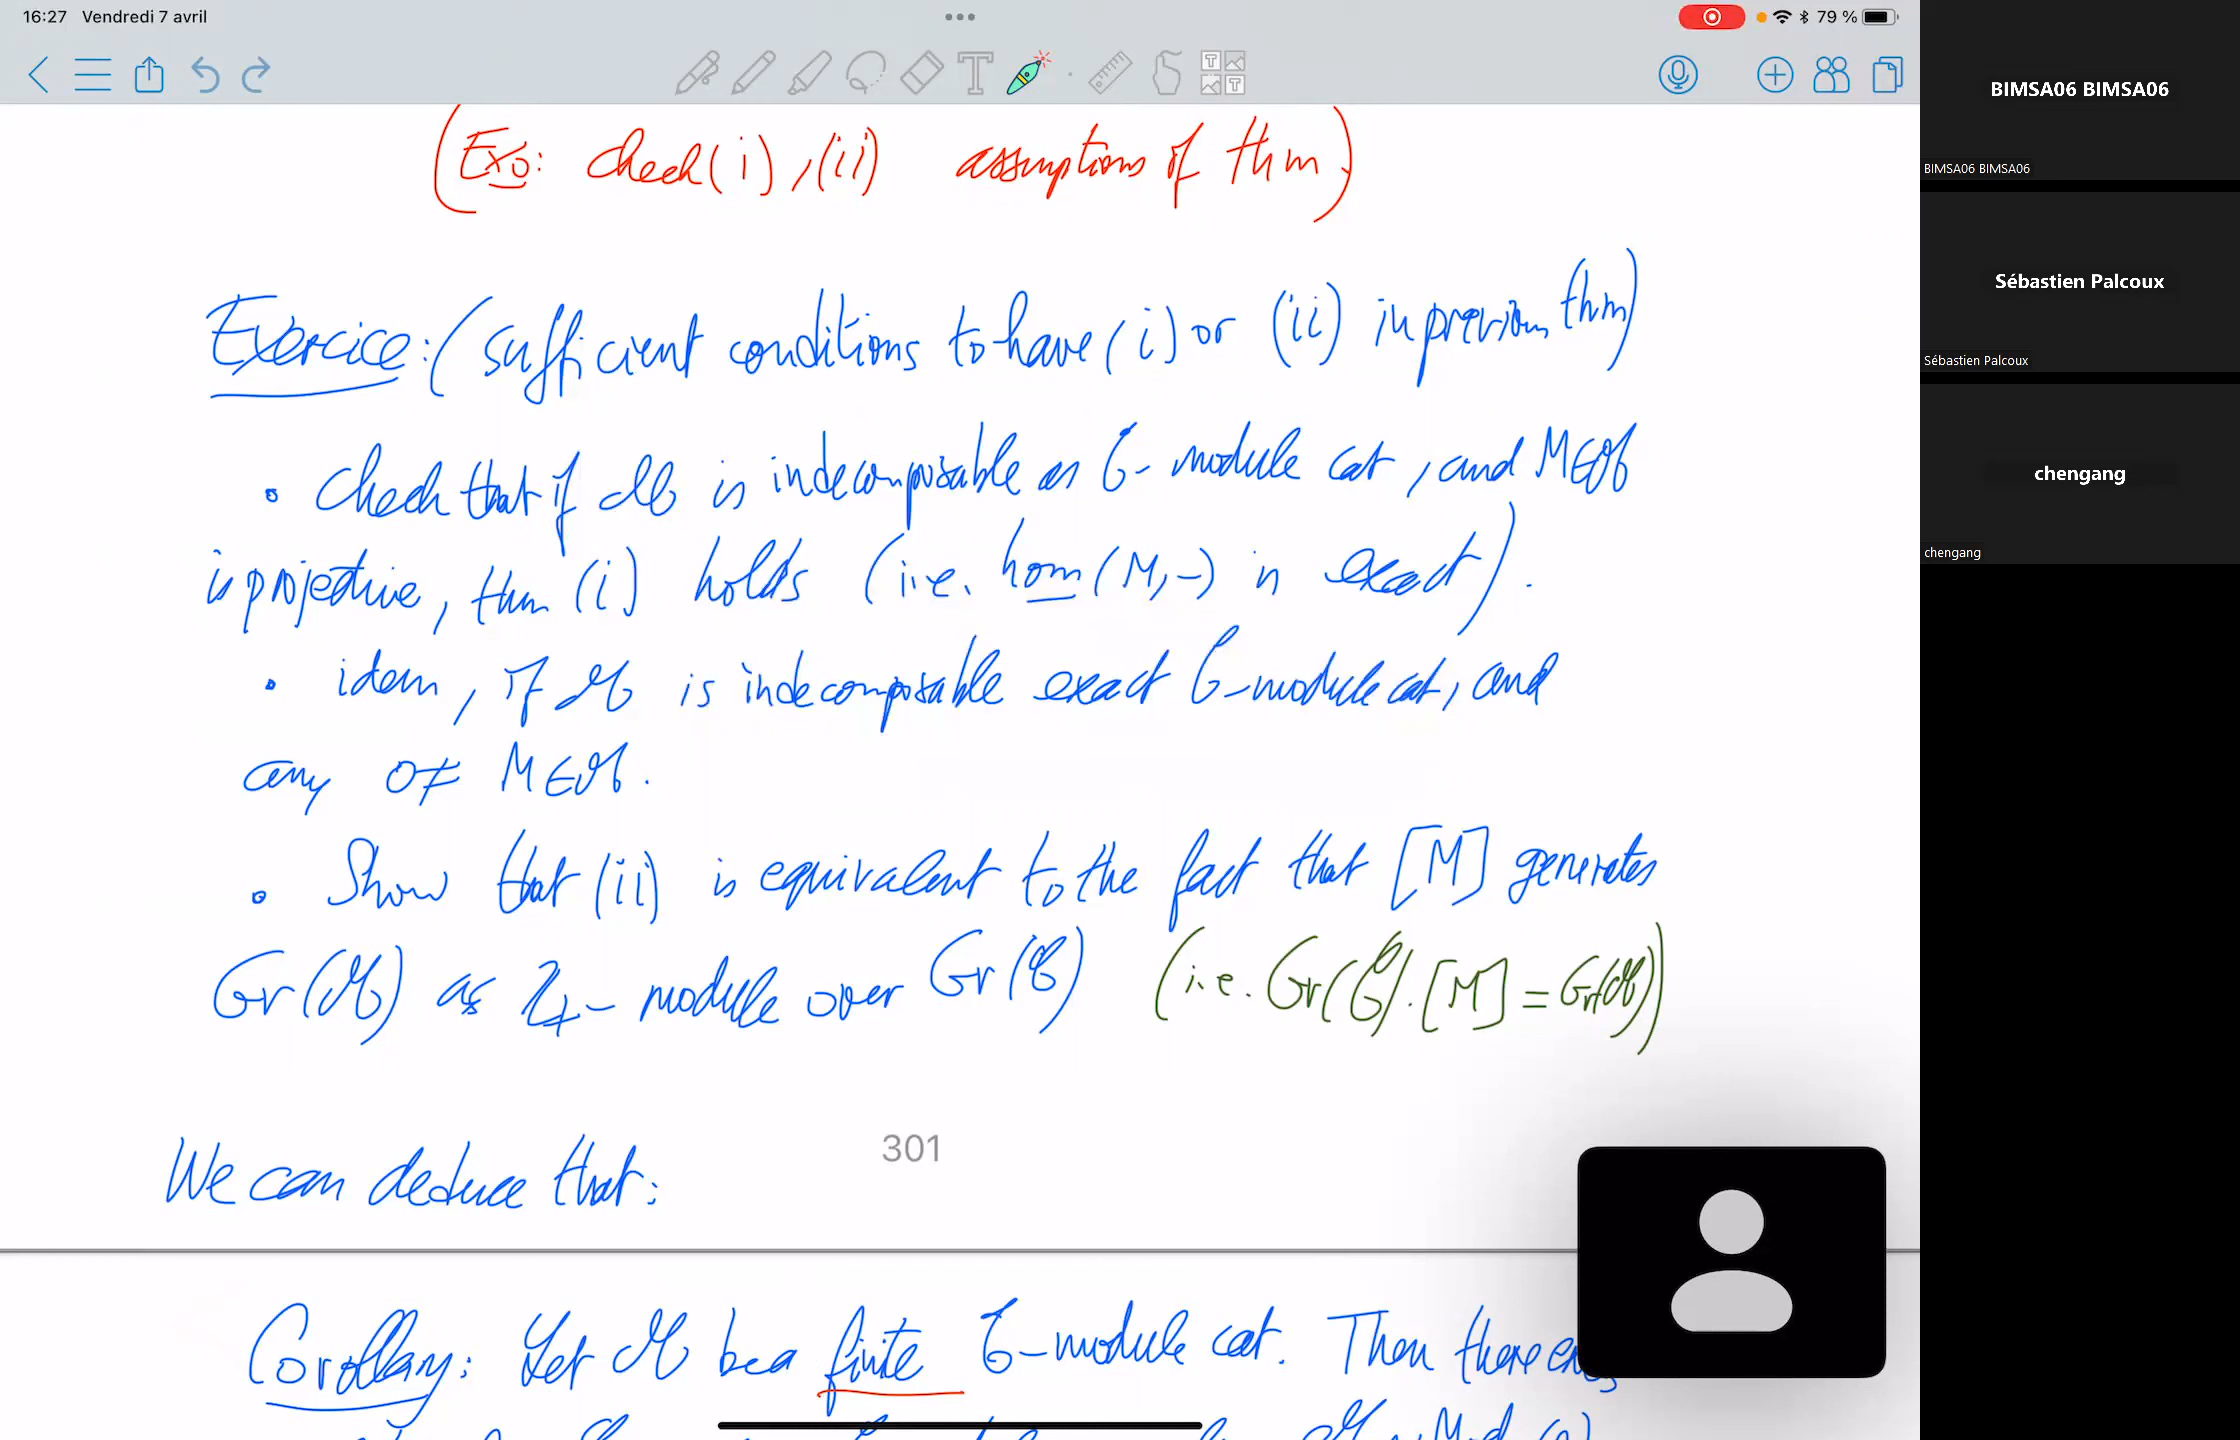 16:27 Vendredi 7 avril
79 %
(Exo: check (i), (ii) assumptions of thm)
Exercice: (sufficient conditions to have (i) or (ii) in previous thm)
• check that if ℳ is indecomposable as 𝒞-module cat, and M∈ℳ
is projective, then (i) holds (i.e. hom(M,-) is exact).
• idem, if ℳ is indecomposable exact 𝒞-module cat, and
any 0≠ M∈ℳ.
• Show that (ii) is equivalent to the fact that [M] generates
Gr(ℳ) as ℤ+-module over Gr(𝒞) (i.e. Gr(𝒞).[M] = Gr(ℳ))
301
We can deduce that:
Corollary: Let ℳ be a finite 𝒞-module cat. Then there
BIMSA06 BIMSA06
BIMSA06 BIMSA06
Sébastien Palcoux
Sébastien Palcoux
chengang
chengang